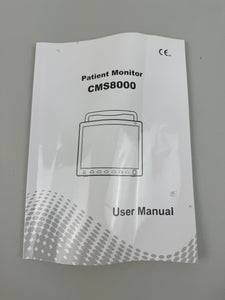 CE
Patient Monitor
CMS8000
User Manual